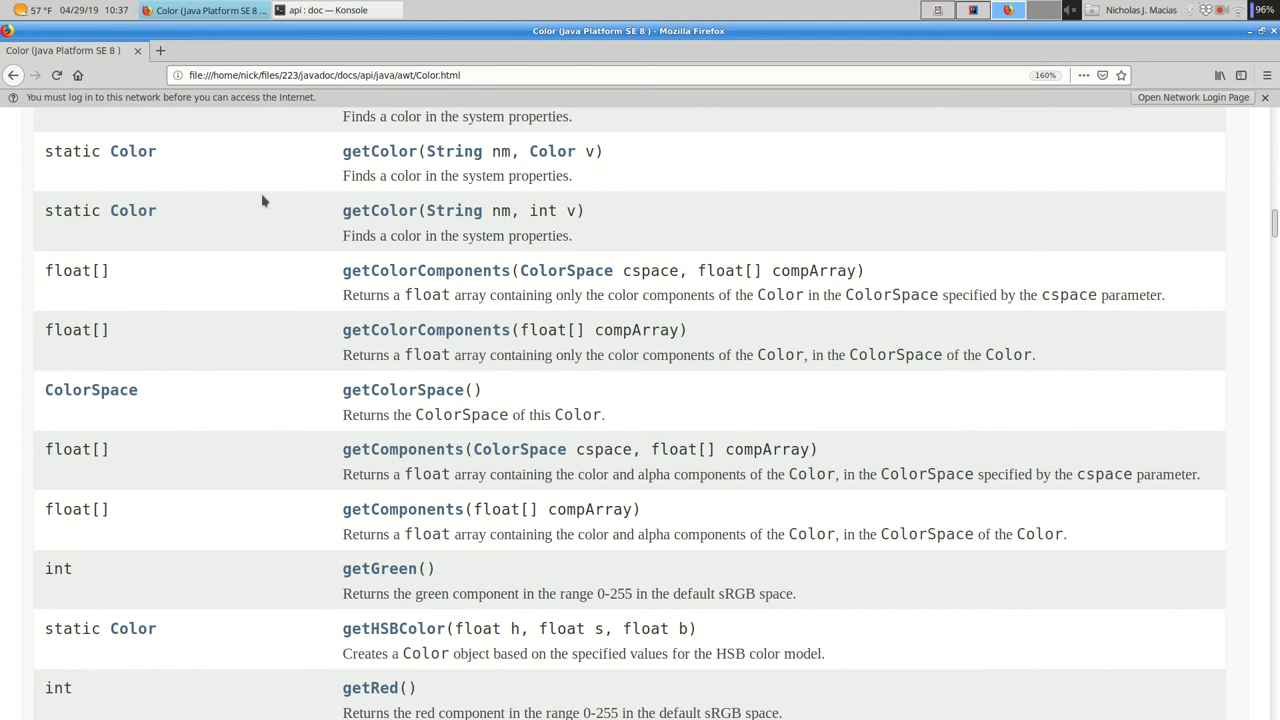 57 °F 04/29/19 10:37 Color (Java Platform SE 8 ... api : doc — Konsole Nicholas J. Macias 96%
Color (Java Platform SE 8 ) - Mozilla Firefox
Color (Java Platform SE 8 )
file:///home/nick/files/223/javadoc/docs/api/java/awt/Color.html 160%
You must log in to this network before you can access the Internet. Open Network Login Page
Finds a color in the system properties.
static Color getColor(String nm, Color v)
Finds a color in the system properties.
static Color getColor(String nm, int v)
Finds a color in the system properties.
float[] getColorComponents(ColorSpace cspace, float[] compArray)
Returns a float array containing only the color components of the Color in the ColorSpace specified by the cspace parameter.
float[] getColorComponents(float[] compArray)
Returns a float array containing only the color components of the Color, in the ColorSpace of the Color.
ColorSpace getColorSpace()
Returns the ColorSpace of this Color.
float[] getComponents(ColorSpace cspace, float[] compArray)
Returns a float array containing the color and alpha components of the Color, in the ColorSpace specified by the cspace parameter.
float[] getComponents(float[] compArray)
Returns a float array containing the color and alpha components of the Color, in the ColorSpace of the Color.
int getGreen()
Returns the green component in the range 0-255 in the default sRGB space.
static Color getHSBColor(float h, float s, float b)
Creates a Color object based on the specified values for the HSB color model.
int getRed()
Returns the red component in the range 0-255 in the default sRGB space.